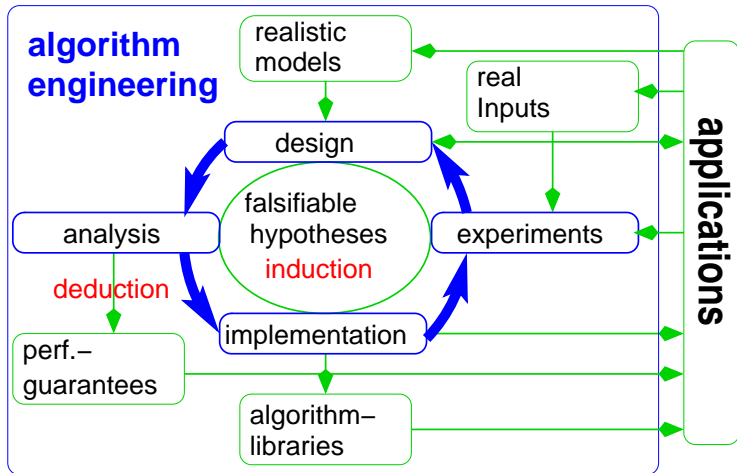 algorithm
engineering
realistic
models
real
Inputs
applications
design
falsifiable
hypotheses
induction
analysis
experiments
deduction
implementation
perf.–
guarantees
algorithm–
libraries